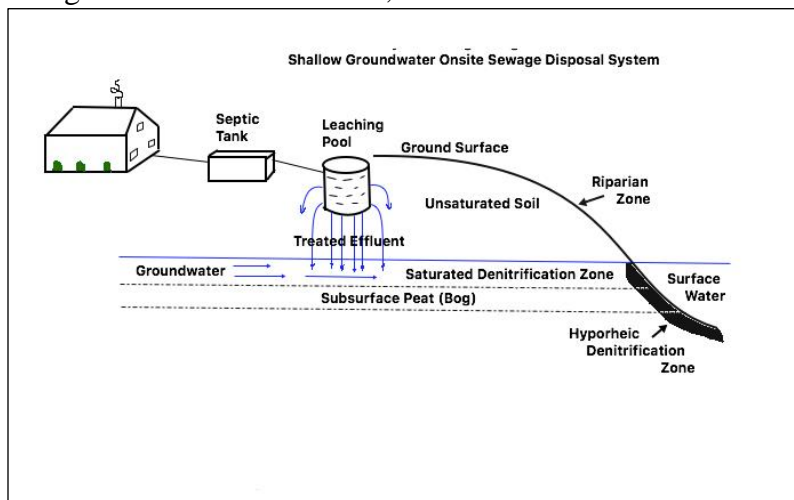 Shallow Groundwater Onsite Sewage Disposal System
Septic
Tank
Leaching
Pool
Ground Surface
Riparian
Zone
Unsaturated Soil
Treated Effluent
Groundwater
Saturated Denitrification Zone
Surface
Water
Subsurface Peat (Bog)
Hyporheic
Denitrification
Zone